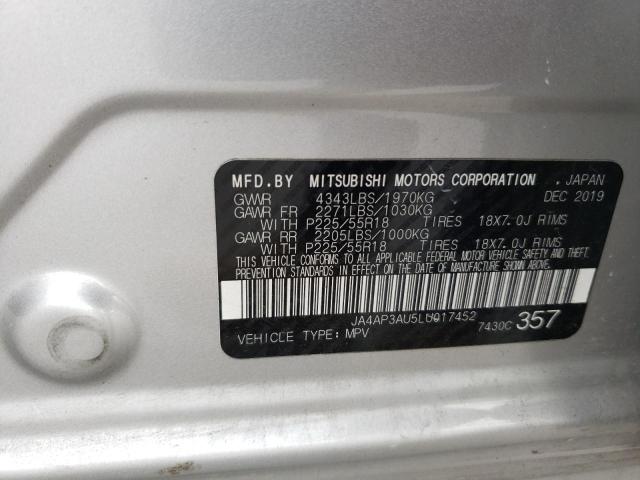 MFD.BY MITSUBISHI MOTORS CORPORATION . JAPAN
GVWR 4343LBS/1970KG DEC 2019
GAWR FR 2271LBS/1030KG
WITH P225/55R18 TIRES 18X7.0J RIMS
GAWR RR 2205LBS/1000KG
WITH P225/55R18 TIRES 18X7.0J RIMS
THIS VEHICLE CONFORMS TO ALL APPLICABLE FEDERAL MOTOR VEHICLE SAFETY AND THEFT
PREVENTION STANDARDS IN EFFECT ON THE DATE OF MANUFACTURE SHOWN ABOVE.
JA4AP3AU5LU017452
VEHICLE TYPE: MPV 7430C 357